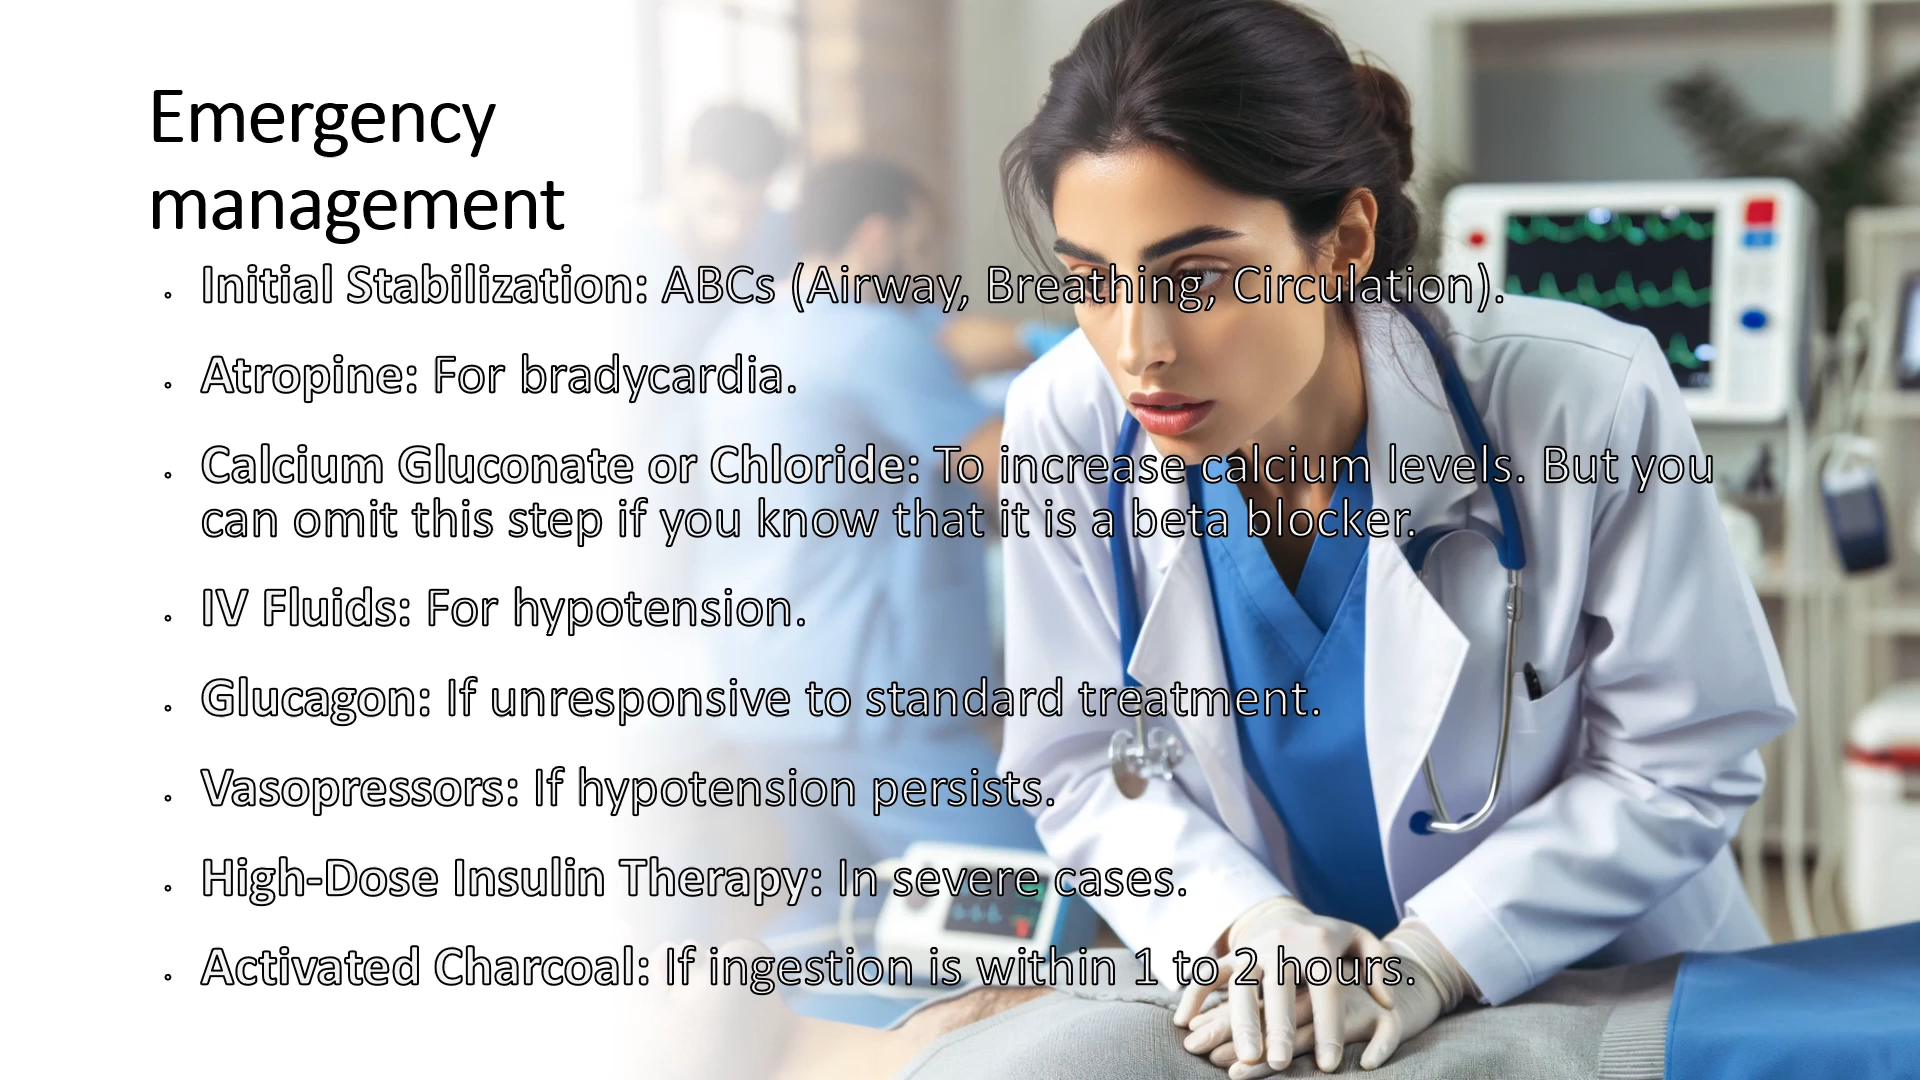 Emergency
management
• Initial Stabilization: ABCs (Airway, Breathing, Circulation).
• Atropine: For bradycardia.
• Calcium Gluconate or Chloride: To increase calcium levels. But you
can omit this step if you know that it is a beta blocker.
• IV Fluids: For hypotension.
• Glucagon: If unresponsive to standard treatment.
• Vasopressors: If hypotension persists.
• High-Dose Insulin Therapy: In severe cases.
• Activated Charcoal: If ingestion is within 1 to 2 hours.